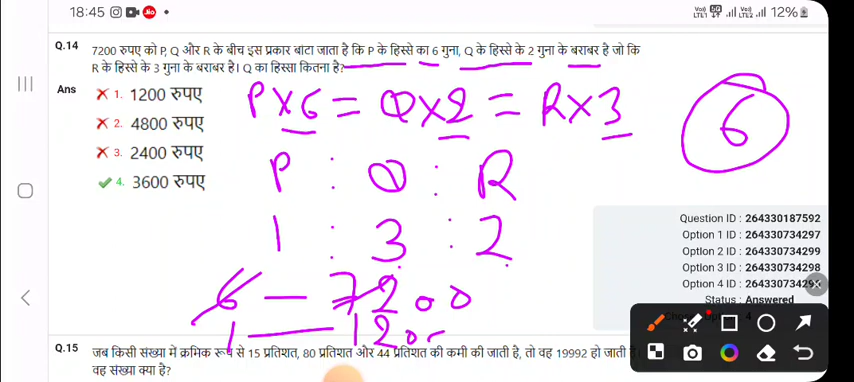 18:45 12%
Q.14 7200 रुपए को P, Q और R के बीच इस प्रकार बाटा जाता है कि P के हिस्से का 6 गुना, Q के हिस्से के 2 गुना के बराबर है जो कि
R के हिस्से के 3 गुना के बराबर है। Q का हिस्सा कितना है?
Ans 1. 1200 रुपए
2. 4800 रुपए
3. 2400 रुपए
4. 3600 रुपए
P×6 = Q×2 = R×3
6
P : Q : R
1 : 3 : 2
6 — 7200
1 — 1200
Question ID : 264330187592
Option 1 ID : 264330734297
Option 2 ID : 264330734299
Option 3 ID : 264330734298
Option 4 ID :
Status : Answered
Q.15 जब किसी संख्या में क्रमिक रूप से 15 प्रतिशत, 80 प्रतिशत और 44 प्रतिशत की कमी की जाती है, तो वह 19992 हो जाती
वह संख्या क्या है?